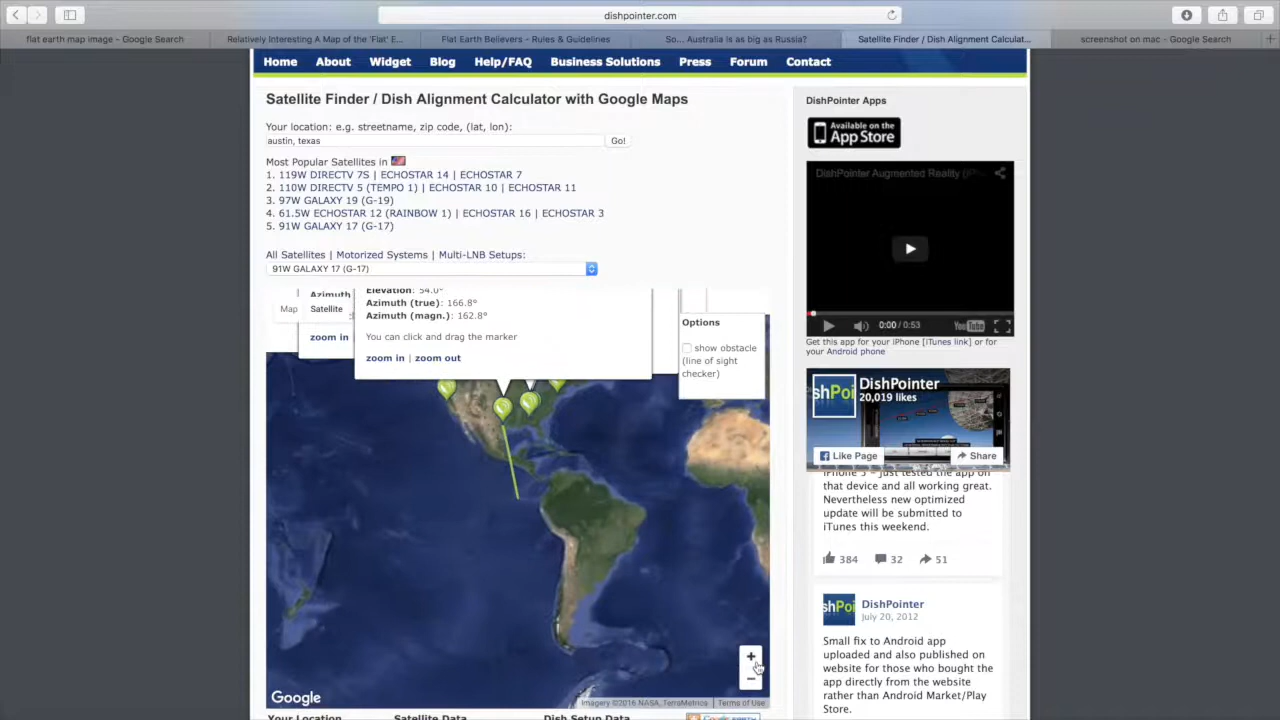 dishpointer.com
flat earth map image - Google Search
Relatively Interesting A Map of the 'Flat' E...
Flat Earth Believers - Rules & Guidelines
So... Australia is as big as Russia?
Satellite Finder / Dish Alignment Calculat...
screenshot on mac - Google Search
Home About Widget Blog Help/FAQ Business Solutions Press Forum Contact
Satellite Finder / Dish Alignment Calculator with Google Maps
Your location: e.g. streetname, zip code, (lat, lon):
austin, texas Go!
Most Popular Satellites in
1. 119W DIRECTV 7S | ECHOSTAR 14 | ECHOSTAR 7
2. 110W DIRECTV 5 (TEMPO 1) | ECHOSTAR 10 | ECHOSTAR 11
3. 97W GALAXY 19 (G-19)
4. 61.5W ECHOSTAR 12 (RAINBOW 1) | ECHOSTAR 16 | ECHOSTAR 3
5. 91W GALAXY 17 (G-17)
All Satellites | Motorized Systems | Multi-LNB Setups:
91W GALAXY 17 (G-17)
Azimuth
Map Satellite
zoom in
Elevation: 54.0°
Azimuth (true): 166.8°
Azimuth (magn.): 162.8°
You can click and drag the marker
zoom in | zoom out
Options
show obstacle
(line of sight
checker)
+
−
Google
Imagery ©2016 NASA, TerraMetrics Terms of Use
Your Location Satellite Data Dish Setup Data
DishPointer Apps
Available on the
App Store
DishPointer Augmented Reality (iP
0:00 / 0:53 YouTube
Get this app for your iPhone [iTunes link] or for
your Android phone
shPoi
DishPointer
20,019 likes
Like Page Share
iPhone 5 - just tested the app on
that device and all working great.
Nevertheless new optimized
update will be submitted to
iTunes this weekend.
384 32 51
shPoi
DishPointer
July 20, 2012
Small fix to Android app
uploaded and also published on
website for those who bought the
app directly from the website
rather than Android Market/Play
Store.